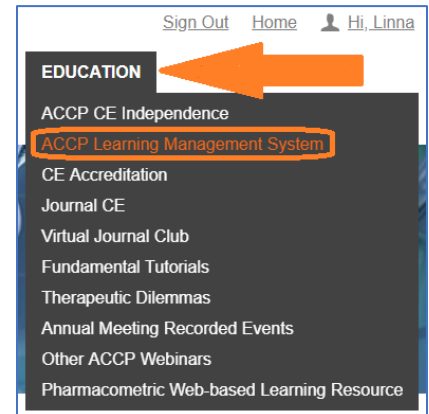 Sign Out Home Hi, Linna
EDUCATION
ACCP CE Independence
ACCP Learning Management System
CE Accreditation
Journal CE
Virtual Journal Club
Fundamental Tutorials
Therapeutic Dilemmas
Annual Meeting Recorded Events
Other ACCP Webinars
Pharmacometric Web-based Learning Resource